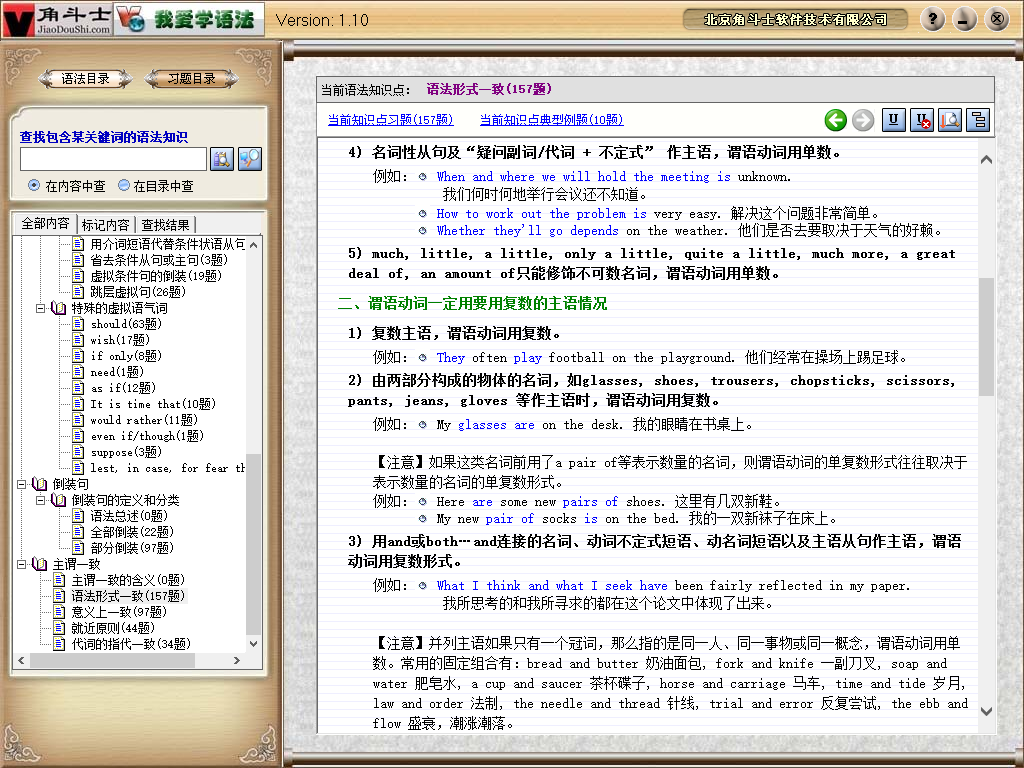 角斗士
JiaoDouShi.com
我爱学语法
Version: 1.10
北京角斗士软件技术有限公司
语法目录
习题目录
查找包含某关键词的语法知识
在内容中查
在目录中查
全部内容
标记内容
查找结果
用介词短语代替条件状语从句
省去条件从句或主句(3题)
虚拟条件句的倒装(19题)
跳层虚拟句(26题)
特殊的虚拟语气词
should(63题)
wish(17题)
if only(8题)
need(1题)
as if(12题)
It is time that(10题)
would rather(11题)
even if/though(1题)
suppose(3题)
lest, in case, for fear th
倒装句
倒装句的定义和分类
语法总述(0题)
全部倒装(22题)
部分倒装(97题)
主谓一致
主谓一致的含义(0题)
语法形式一致(157题)
意义上一致(97题)
就近原则(44题)
代词的指代一致(34题)
当前语法知识点： 语法形式一致(157题)
当前知识点习题(157题)
当前知识点典型例题(10题)
4) 名词性从句及“疑问副词/代词 + 不定式” 作主语，谓语动词用单数。
例如： When and where we will hold the meeting is unknown.
我们何时何地举行会议还不知道。
How to work out the problem is very easy. 解决这个问题非常简单。
Whether they'll go depends on the weather. 他们是否去要取决于天气的好赖。
5) much, little, a little, only a little, quite a little, much more, a great
deal of, an amount of只能修饰不可数名词，谓语动词用单数。
二、谓语动词一定用要用复数的主语情况
1) 复数主语，谓语动词用复数。
例如： They often play football on the playground. 他们经常在操场上踢足球。
2) 由两部分构成的物体的名词，如glasses, shoes, trousers, chopsticks, scissors,
pants, jeans, gloves 等作主语时，谓语动词用复数。
例如： My glasses are on the desk. 我的眼睛在书桌上。
【注意】如果这类名词前用了a pair of等表示数量的名词，则谓语动词的单复数形式往往取决于
表示数量的名词的单复数形式。
例如： Here are some new pairs of shoes. 这里有几双新鞋。
My new pair of socks is on the bed. 我的一双新袜子在床上。
3) 用and或both…and连接的名词、动词不定式短语、动名词短语以及主语从句作主语，谓语
动词用复数形式。
例如： What I think and what I seek have been fairly reflected in my paper.
我所思考的和我所寻求的都在这个论文中体现了出来。
【注意】并列主语如果只有一个冠词，那么指的是同一人、同一事物或同一概念，谓语动词用单
数。常用的固定组合有：bread and butter 奶油面包, fork and knife 一副刀叉, soap and
water 肥皂水, a cup and saucer 茶杯碟子, horse and carriage 马车, time and tide 岁月,
law and order 法制, the needle and thread 针线, trial and error 反复尝试, the ebb and
flow 盛衰，潮涨潮落。